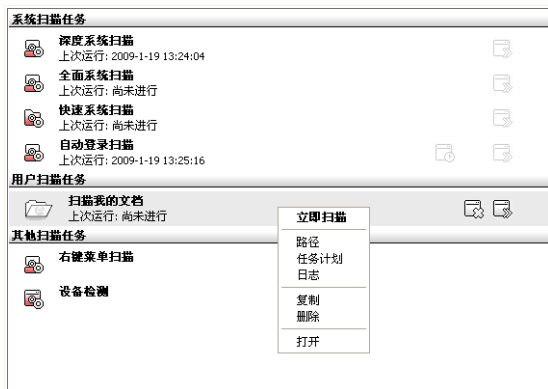 系统扫描任务
深度系统扫描
上次运行: 2009-1-19 13:24:04
全面系统扫描
上次运行: 尚未进行
快速系统扫描
上次运行: 尚未进行
自动登录扫描
上次运行: 2009-1-19 13:25:16
用户扫描任务
扫描我的文档
上次运行: 尚未进行
立即扫描
路径
任务计划
日志
复制
删除
打开
其他扫描任务
右键菜单扫描
设备检测